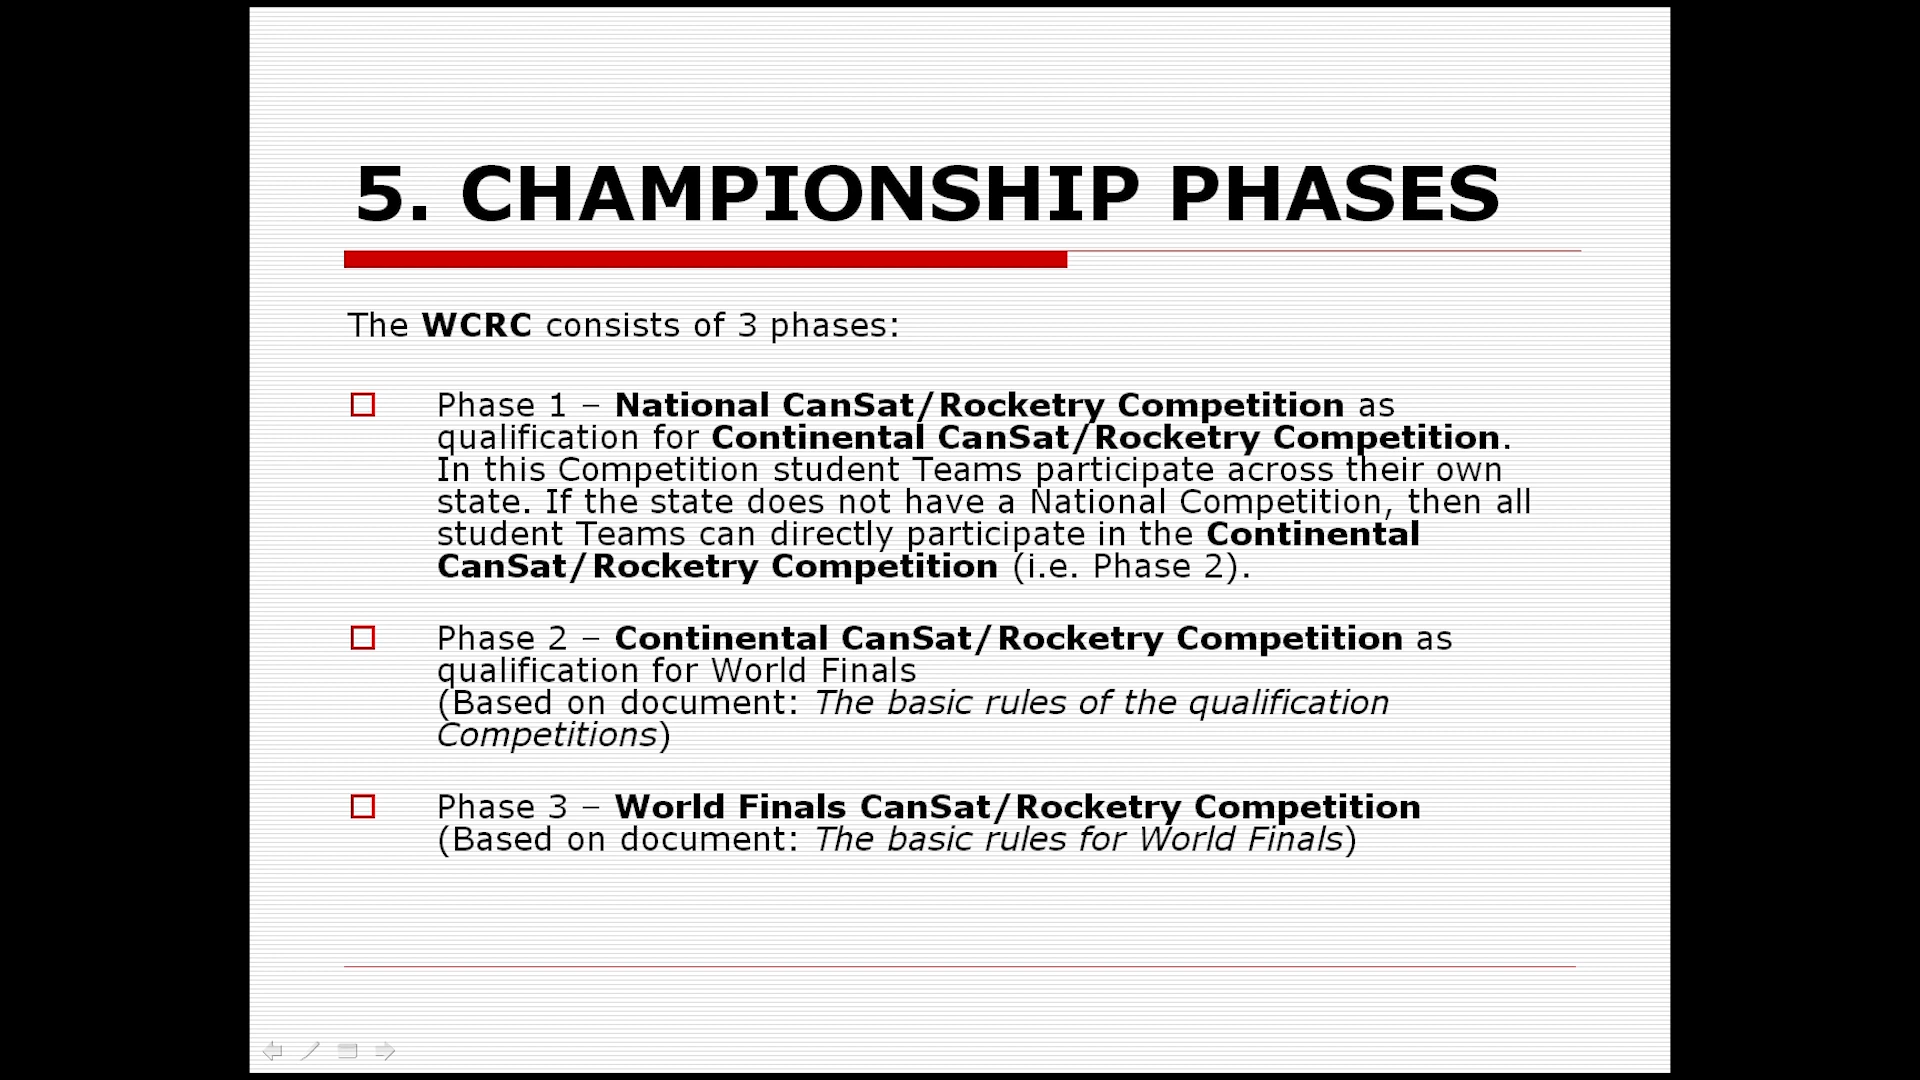 5. CHAMPIONSHIP PHASES
The WCRC consists of 3 phases:
Phase 1 – National CanSat/Rocketry Competition as
qualification for Continental CanSat/Rocketry Competition.
In this Competition student Teams participate across their own
state. If the state does not have a National Competition, then all
student Teams can directly participate in the Continental
CanSat/Rocketry Competition (i.e. Phase 2).
Phase 2 – Continental CanSat/Rocketry Competition as
qualification for World Finals
(Based on document: The basic rules of the qualification
Competitions)
Phase 3 – World Finals CanSat/Rocketry Competition
(Based on document: The basic rules for World Finals)